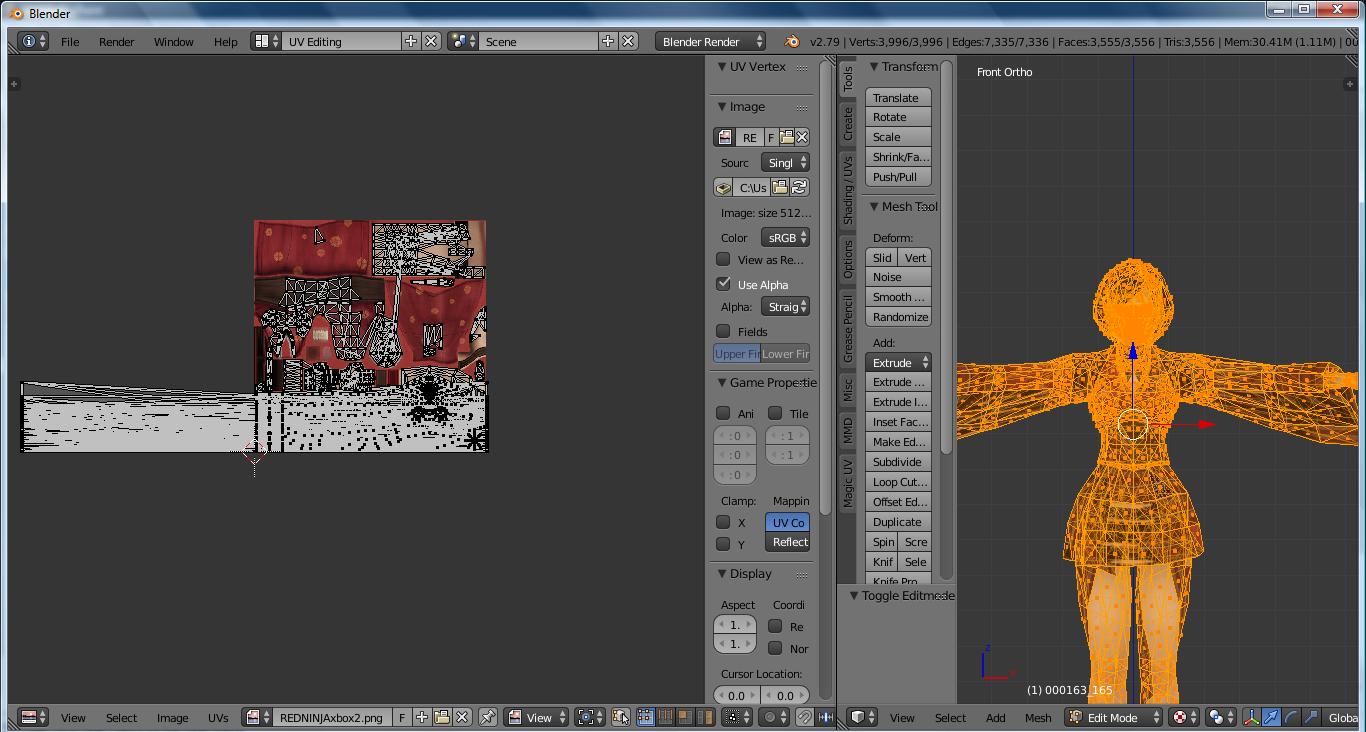 Blender
File Render Window Help UV Editing Scene Blender Render v2.79 | Verts:3,996/3,996 | Edges:7,335/7,336 | Faces:3,555/3,556 | Tris:3,556 | Mem:30.41M (1.11M) | 00
UV Vertex
Image
RE F
Sourc Singl
C:\Us
Image: size 512...
Color sRGB
View as Re...
Use Alpha
Alpha: Straig
Fields
Upper Fir Lower Fir
Game Propertie
Ani Tile
:0 :1
:0 :1
:0
Clamp: Mappin
X UV Co
Y Reflect
Display
Aspect Coordi
1. Re
1. Nor
Cursor Location:
0.0 0.0
Tools
Create
Shading / UVs
Options
Grease Pencil
Misc
MMD
Magic UV
Transform
Translate
Rotate
Scale
Shrink/Fa...
Push/Pull
Mesh Tool
Deform:
Slid Vert
Noise
Smooth ...
Randomize
Add:
Extrude
Extrude ...
Extrude I...
Inset Fac...
Make Ed...
Subdivide
Loop Cut...
Offset Ed...
Duplicate
Spin Scre
Knif Sele
Knife Pro
Toggle Editmode
Front Ortho
z
x
(1) 000163_165
View Select Image UVs REDNINJAxbox2.png F View
View Select Add Mesh Edit Mode Globa